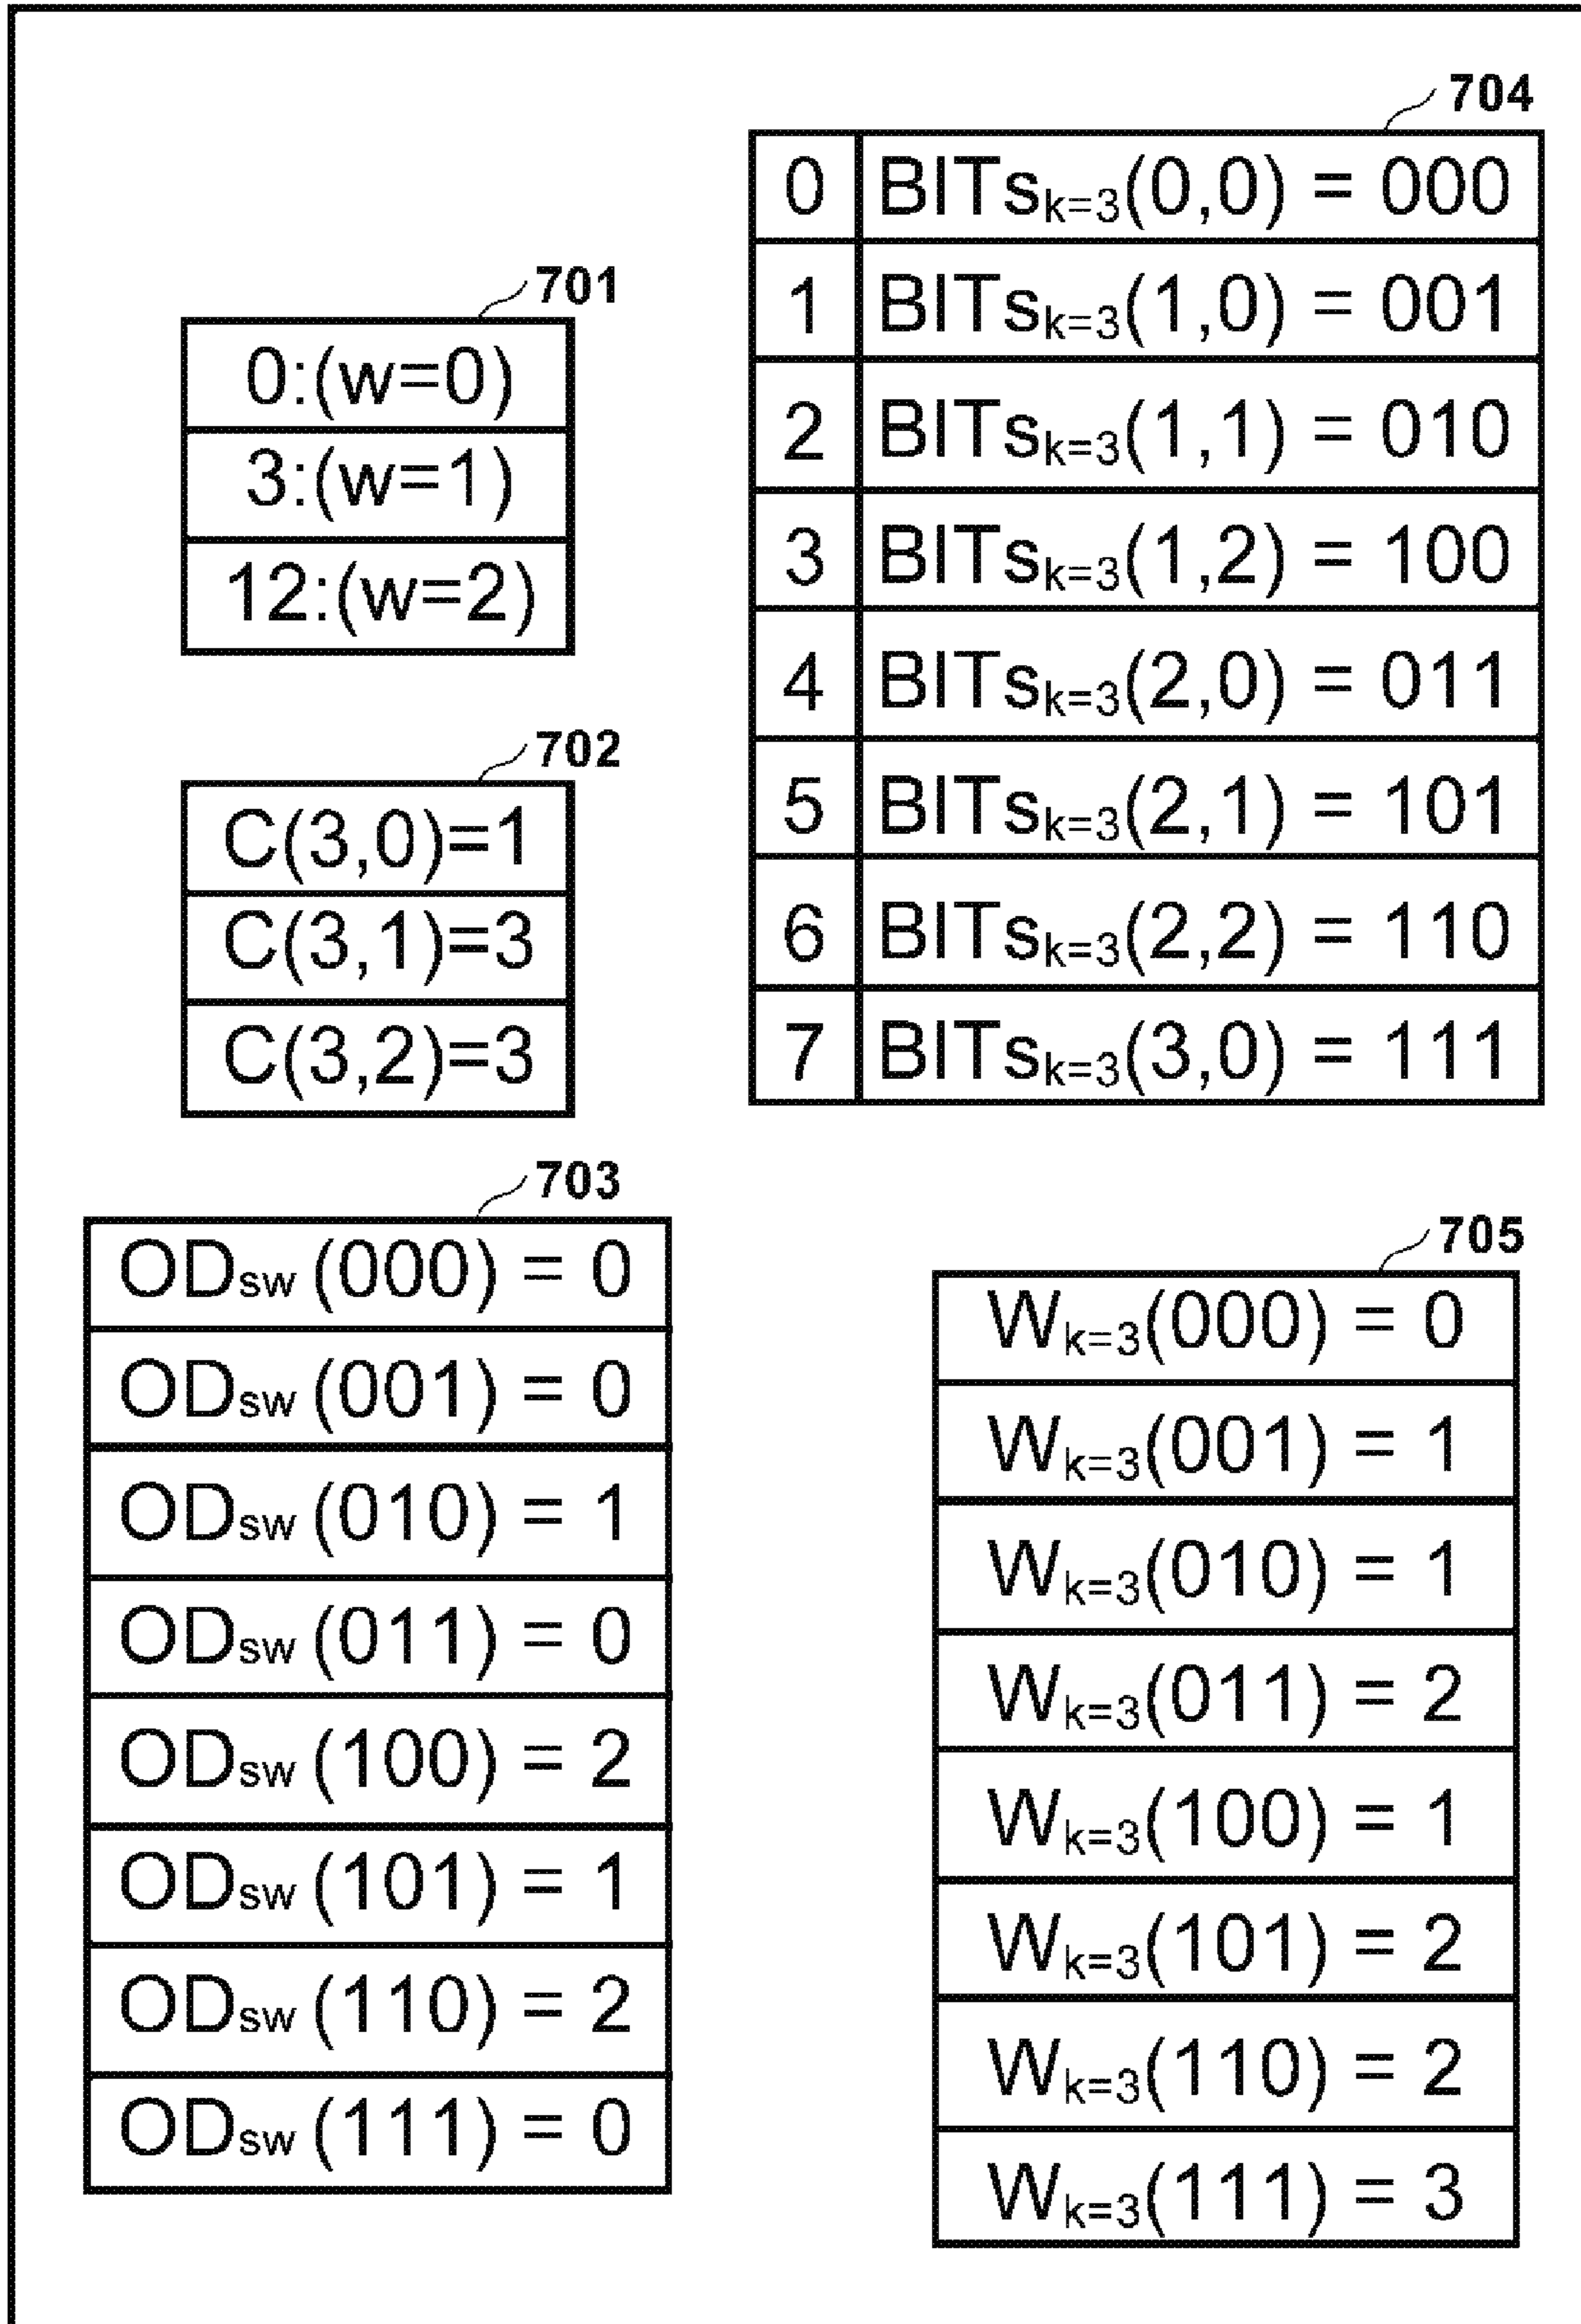 704
0 BITsk=3(0,0) = 000
1 BITsk=3(1,0) = 001
2 BITsk=3(1,1) = 010
3 BITsk=3(1,2) = 100
4 BITsk=3(2,0) = 011
5 BITsk=3(2,1) = 101
6 BITsk=3(2,2) = 110
7 BITsk=3(3,0) = 111
701
0:(w=0)
3:(w=1)
12:(w=2)
702
C(3,0)=1
C(3,1)=3
C(3,2)=3
703
ODsw (000) = 0
ODsw (001) = 0
ODsw (010) = 1
ODsw (011) = 0
ODsw (100) = 2
ODsw (101) = 1
ODsw (110) = 2
ODsw (111) = 0
705
Wk=3(000) = 0
Wk=3(001) = 1
Wk=3(010) = 1
Wk=3(011) = 2
Wk=3(100) = 1
Wk=3(101) = 2
Wk=3(110) = 2
Wk=3(111) = 3